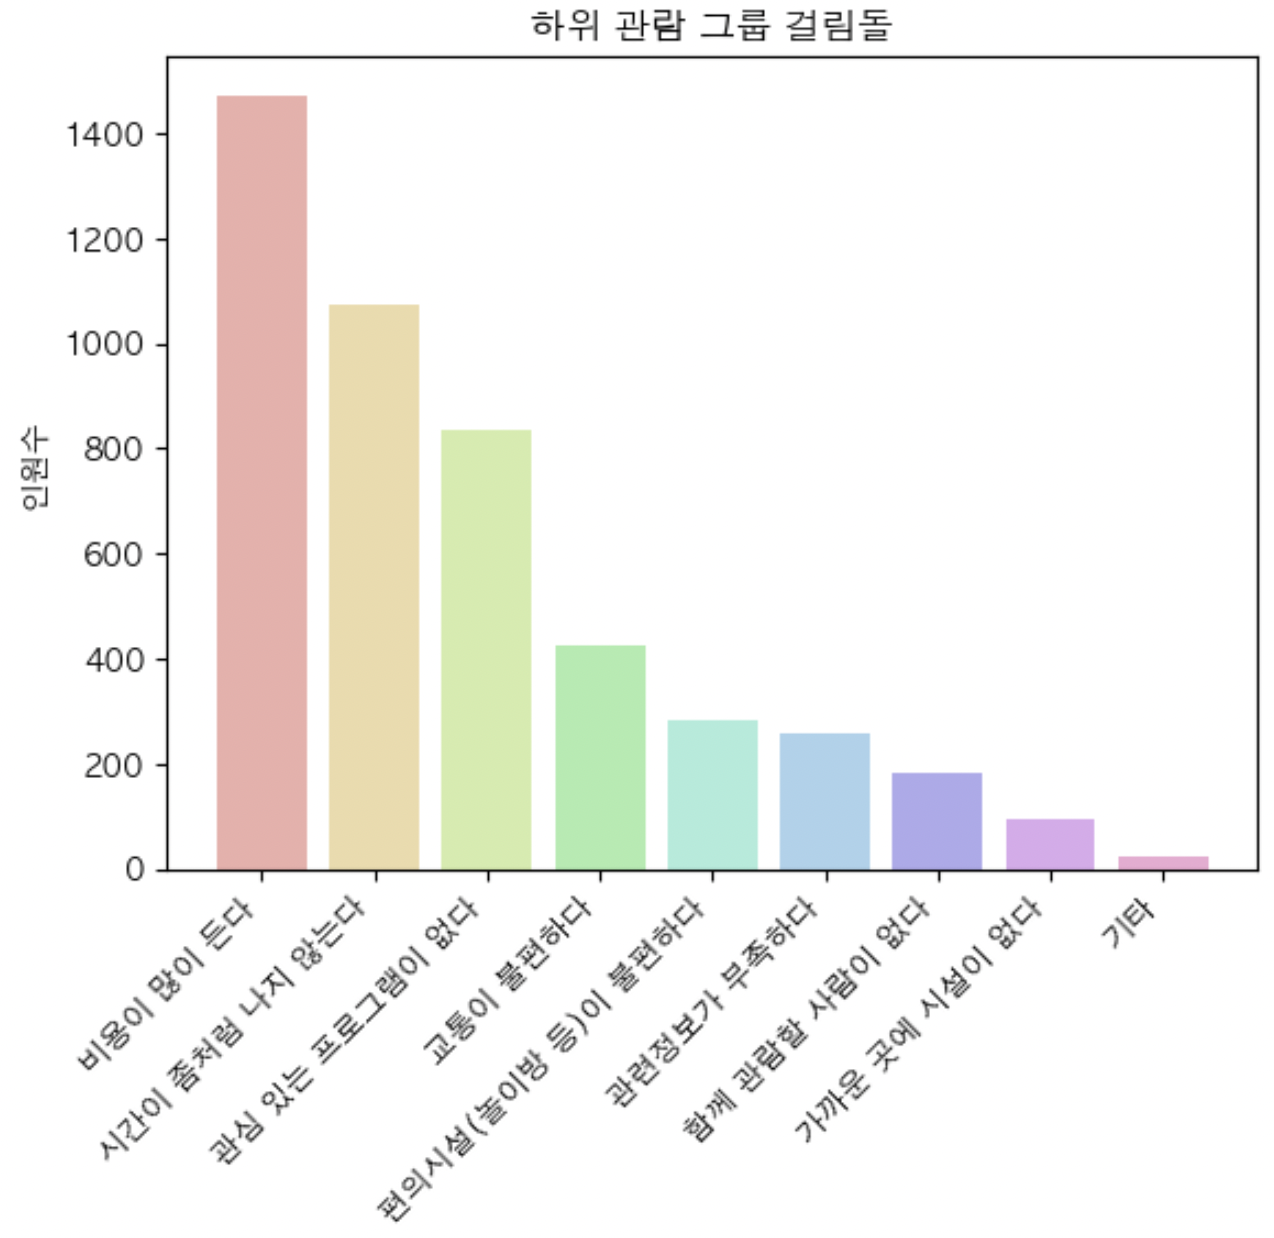 하위 관람 그룹 걸림돌
인원수
1400
1200
1000
800
600
400
200
0
비용이 많이 든다
시간이 좀처럼 나지 않는다
관심 있는 프로그램이 없다
교통이 불편하다
편의시설(놀이방 등)이 불편하다
관련정보가 부족하다
함께 관람할 사람이 없다
가까운 곳에 시설이 없다
기타